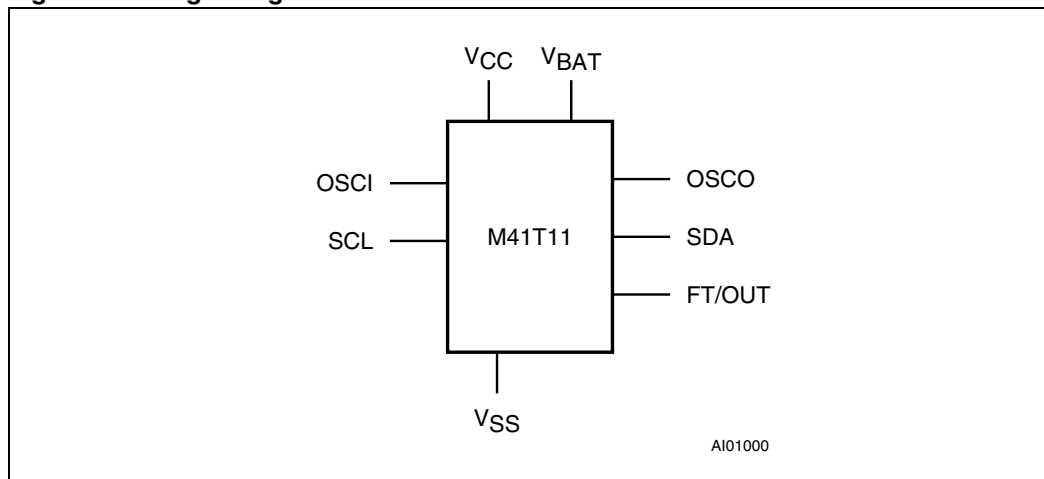 VCC VBAT
OSCI OSCO
SCL M41T11 SDA
FT/OUT
VSS
AI01000